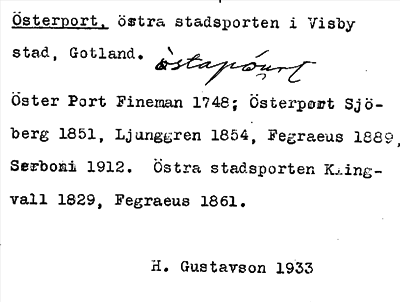 Österport, östra stadsporten i Visby
stad, Gotland.
Öster Port Fineman 1748; Österport Sjö-
berg 1851, Ljunggren 1854, Fegraeus 1889,
Serboni 1912. Östra stadsporten Kling-
vall 1829, Fegraeus 1861.
H. Gustavson 1933